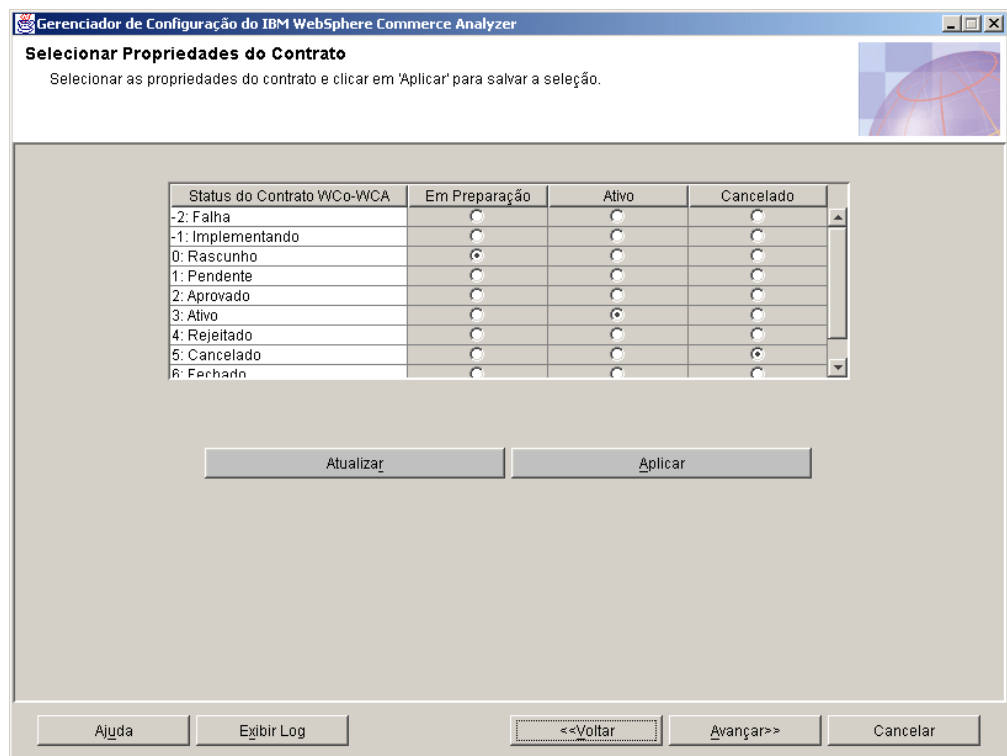 Gerenciador de Configuração do IBM WebSphere Commerce Analyzer
Selecionar Propriedades do Contrato
Selecionar as propriedades do contrato e clicar em 'Aplicar' para salvar a seleção.
Status do Contrato WCo-WCA Em Preparação Ativo Cancelado
-2: Falha
-1: Implementando
0: Rascunho
1: Pendente
2: Aprovado
3: Ativo
4: Rejeitado
5: Cancelado
6: Fechado
Atualizar Aplicar
Ajuda Exibir Log <<Voltar Avançar>> Cancelar